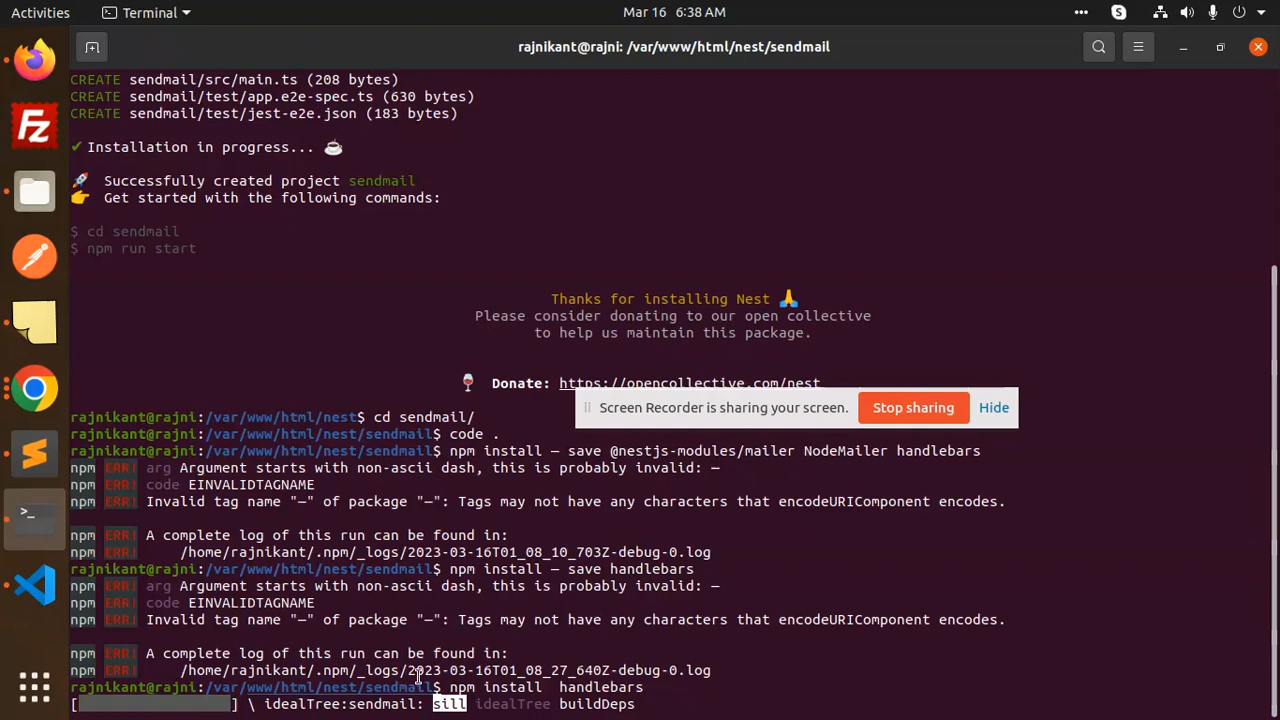 Activities Terminal Mar 16 6:38 AM
rajnikant@rajni: /var/www/html/nest/sendmail
CREATE sendmail/src/main.ts (208 bytes)
CREATE sendmail/test/app.e2e-spec.ts (630 bytes)
CREATE sendmail/test/jest-e2e.json (183 bytes)
✔ Installation in progress... ☕
🚀 Successfully created project sendmail
👉 Get started with the following commands:
$ cd sendmail
$ npm run start
Thanks for installing Nest 🙏
Please consider donating to our open collective
to help us maintain this package.
🍷 Donate: https://opencollective.com/nest
Screen Recorder is sharing your screen. Stop sharing Hide
rajnikant@rajni:/var/www/html/nest$ cd sendmail/
rajnikant@rajni:/var/www/html/nest/sendmail$ code .
rajnikant@rajni:/var/www/html/nest/sendmail$ npm install — save @nestjs-modules/mailer NodeMailer handlebars
npm ERR! arg Argument starts with non-ascii dash, this is probably invalid: —
npm ERR! code EINVALIDTAGNAME
npm ERR! Invalid tag name "—" of package "—": Tags may not have any characters that encodeURIComponent encodes.
npm ERR! A complete log of this run can be found in:
npm ERR! /home/rajnikant/.npm/_logs/2023-03-16T01_08_10_703Z-debug-0.log
rajnikant@rajni:/var/www/html/nest/sendmail$ npm install — save handlebars
npm ERR! arg Argument starts with non-ascii dash, this is probably invalid: —
npm ERR! code EINVALIDTAGNAME
npm ERR! Invalid tag name "—" of package "—": Tags may not have any characters that encodeURIComponent encodes.
npm ERR! A complete log of this run can be found in:
npm ERR! /home/rajnikant/.npm/_logs/2023-03-16T01_08_27_640Z-debug-0.log
rajnikant@rajni:/var/www/html/nest/sendmail$ npm install  handlebars
[ ] \ idealTree:sendmail: sill idealTree buildDeps